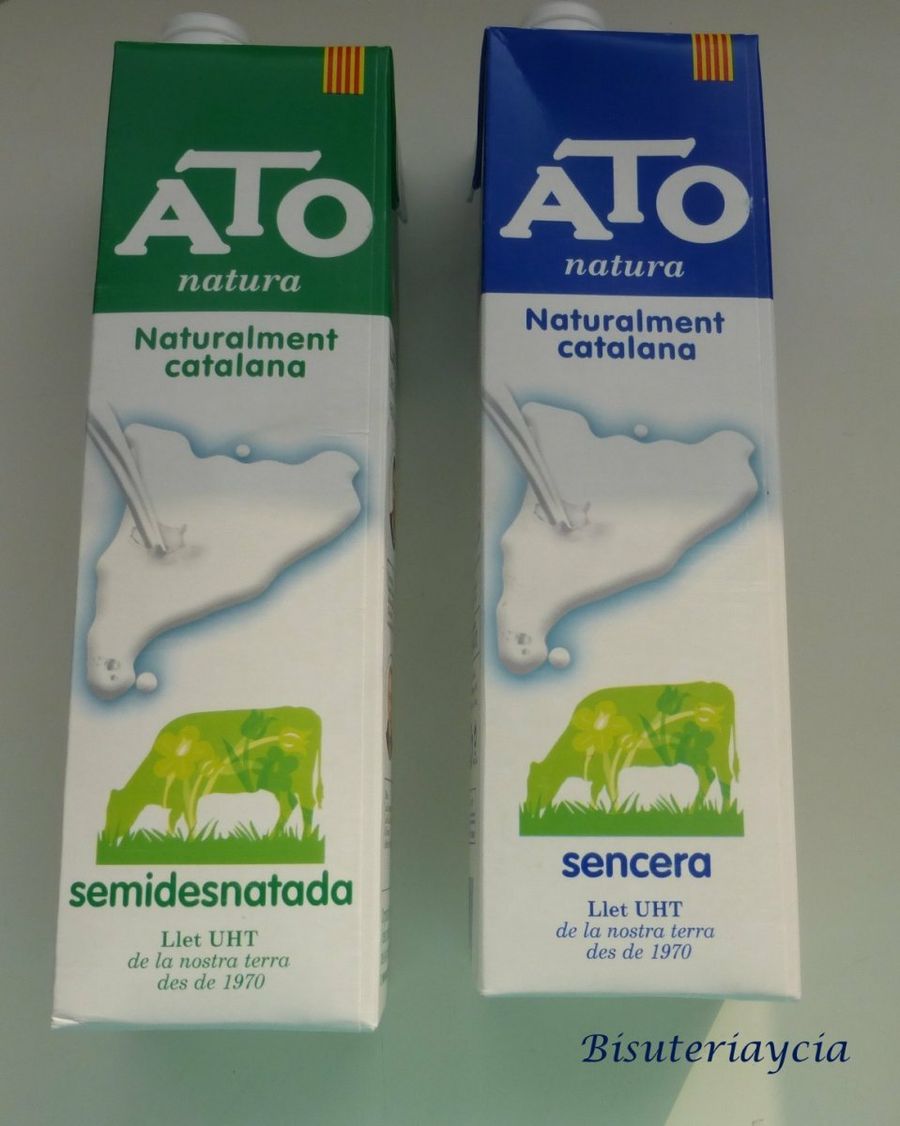 ATO
natura
Naturalment
catalana
semidesnatada
Llet UHT
de la nostra terra
des de 1970
ATO
natura
Naturalment
catalana
sencera
Llet UHT
de la nostra terra
des de 1970
Bisuteriaycia